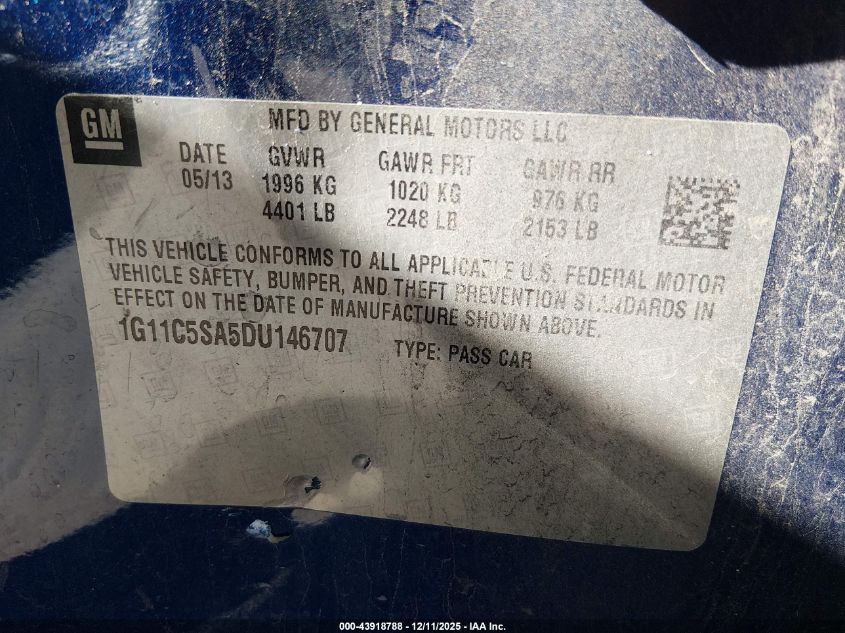 GM
MFD BY GENERAL MOTORS LLC
DATE GVWR GAWR FRT GAWR RR
05/13 1996 KG 1020 KG 976 KG
4401 LB 2248 LB 2153 LB
THIS VEHICLE CONFORMS TO ALL APPLICABLE U.S. FEDERAL MOTOR
VEHICLE SAFETY, BUMPER, AND THEFT PREVENTION STANDARDS IN
EFFECT ON THE DATE OF MANUFACTURE SHOWN ABOVE.
1G11C5SA5DU146707 TYPE: PASS CAR
000-43918788 - 12/11/2025 - IAA Inc.